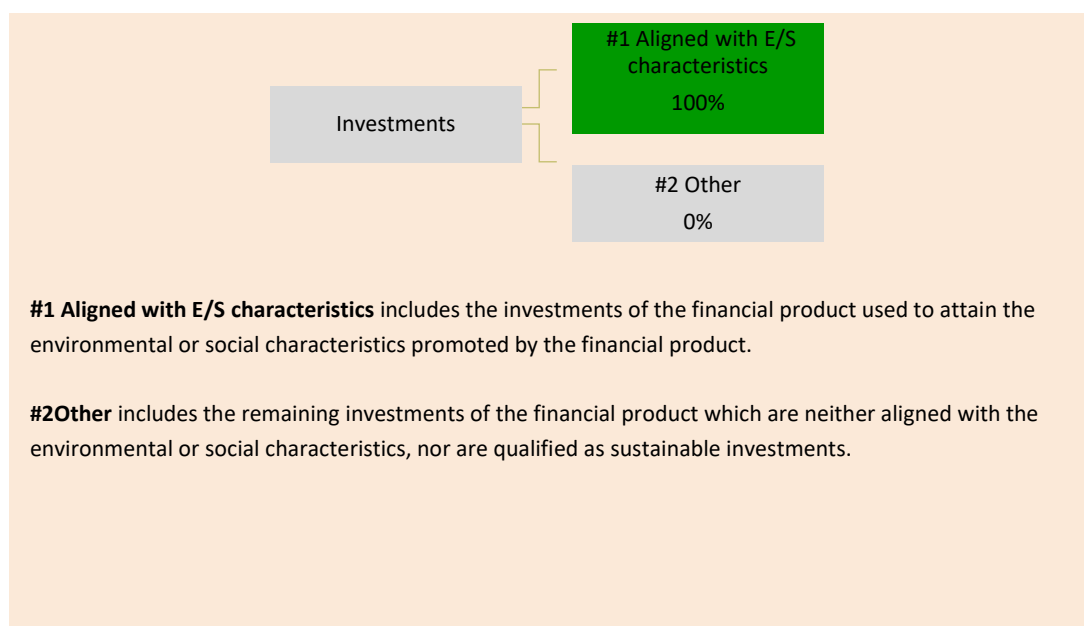 #1 Aligned with E/S
characteristics
100%
Investments
#2 Other
0%
#1 Aligned with E/S characteristics includes the investments of the financial product used to attain the
environmental or social characteristics promoted by the financial product.
#2Other includes the remaining investments of the financial product which are neither aligned with the
environmental or social characteristics, nor are qualified as sustainable investments.